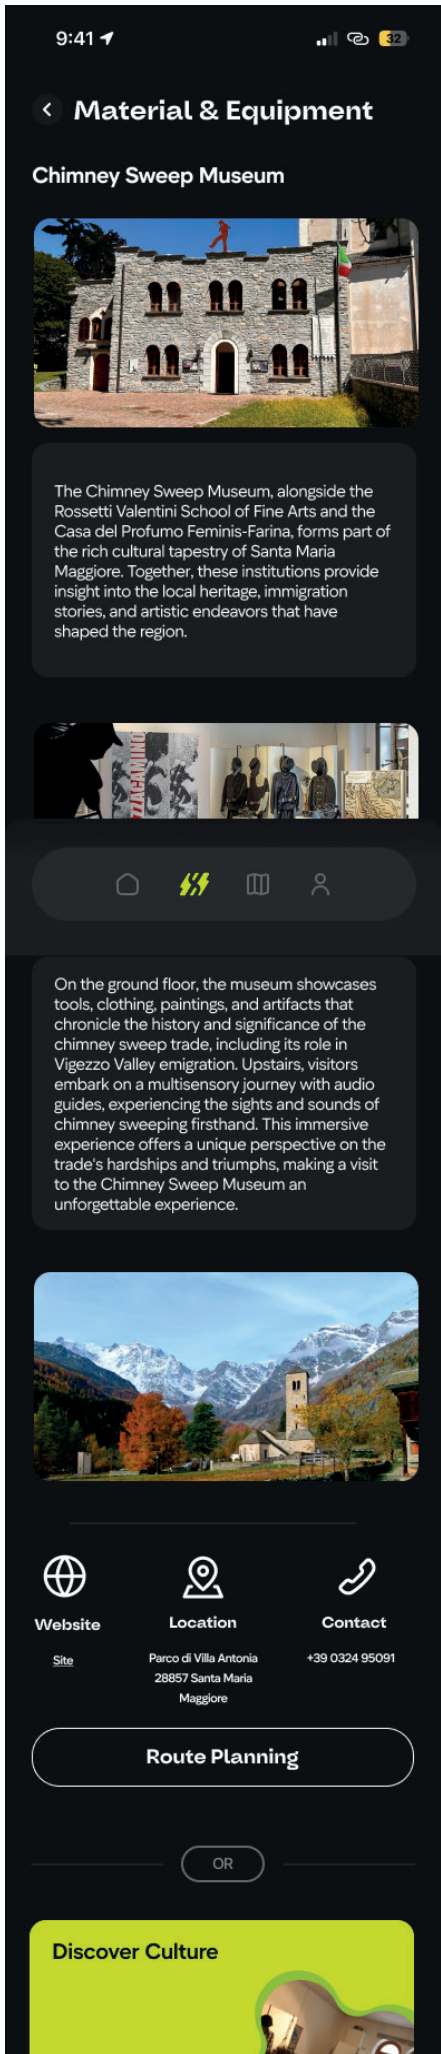 9:41
32
Material & Equipment
Chimney Sweep Museum
The Chimney Sweep Museum, alongside the
Rossetti Valentini School of Fine Arts and the
Casa del Profumo Feminis-Farina, forms part of
the rich cultural tapestry of Santa Maria
Maggiore. Together, these institutions provide
insight into the local heritage, immigration
stories, and artistic endeavors that have
shaped the region.
ZZACAMINO
On the ground floor, the museum showcases
tools, clothing, paintings, and artifacts that
chronicle the history and significance of the
chimney sweep trade, including its role in
Vigezzo Valley emigration. Upstairs, visitors
embark on a multisensory journey with audio
guides, experiencing the sights and sounds of
chimney sweeping firsthand. This immersive
experience offers a unique perspective on the
trade's hardships and triumphs, making a visit
to the Chimney Sweep Museum an
unforgettable experience.
Website
Site
Location
Parco di Villa Antonia
28857 Santa Maria
Maggiore
Contact
+39 0324 95091
Route Planning
OR
Discover Culture